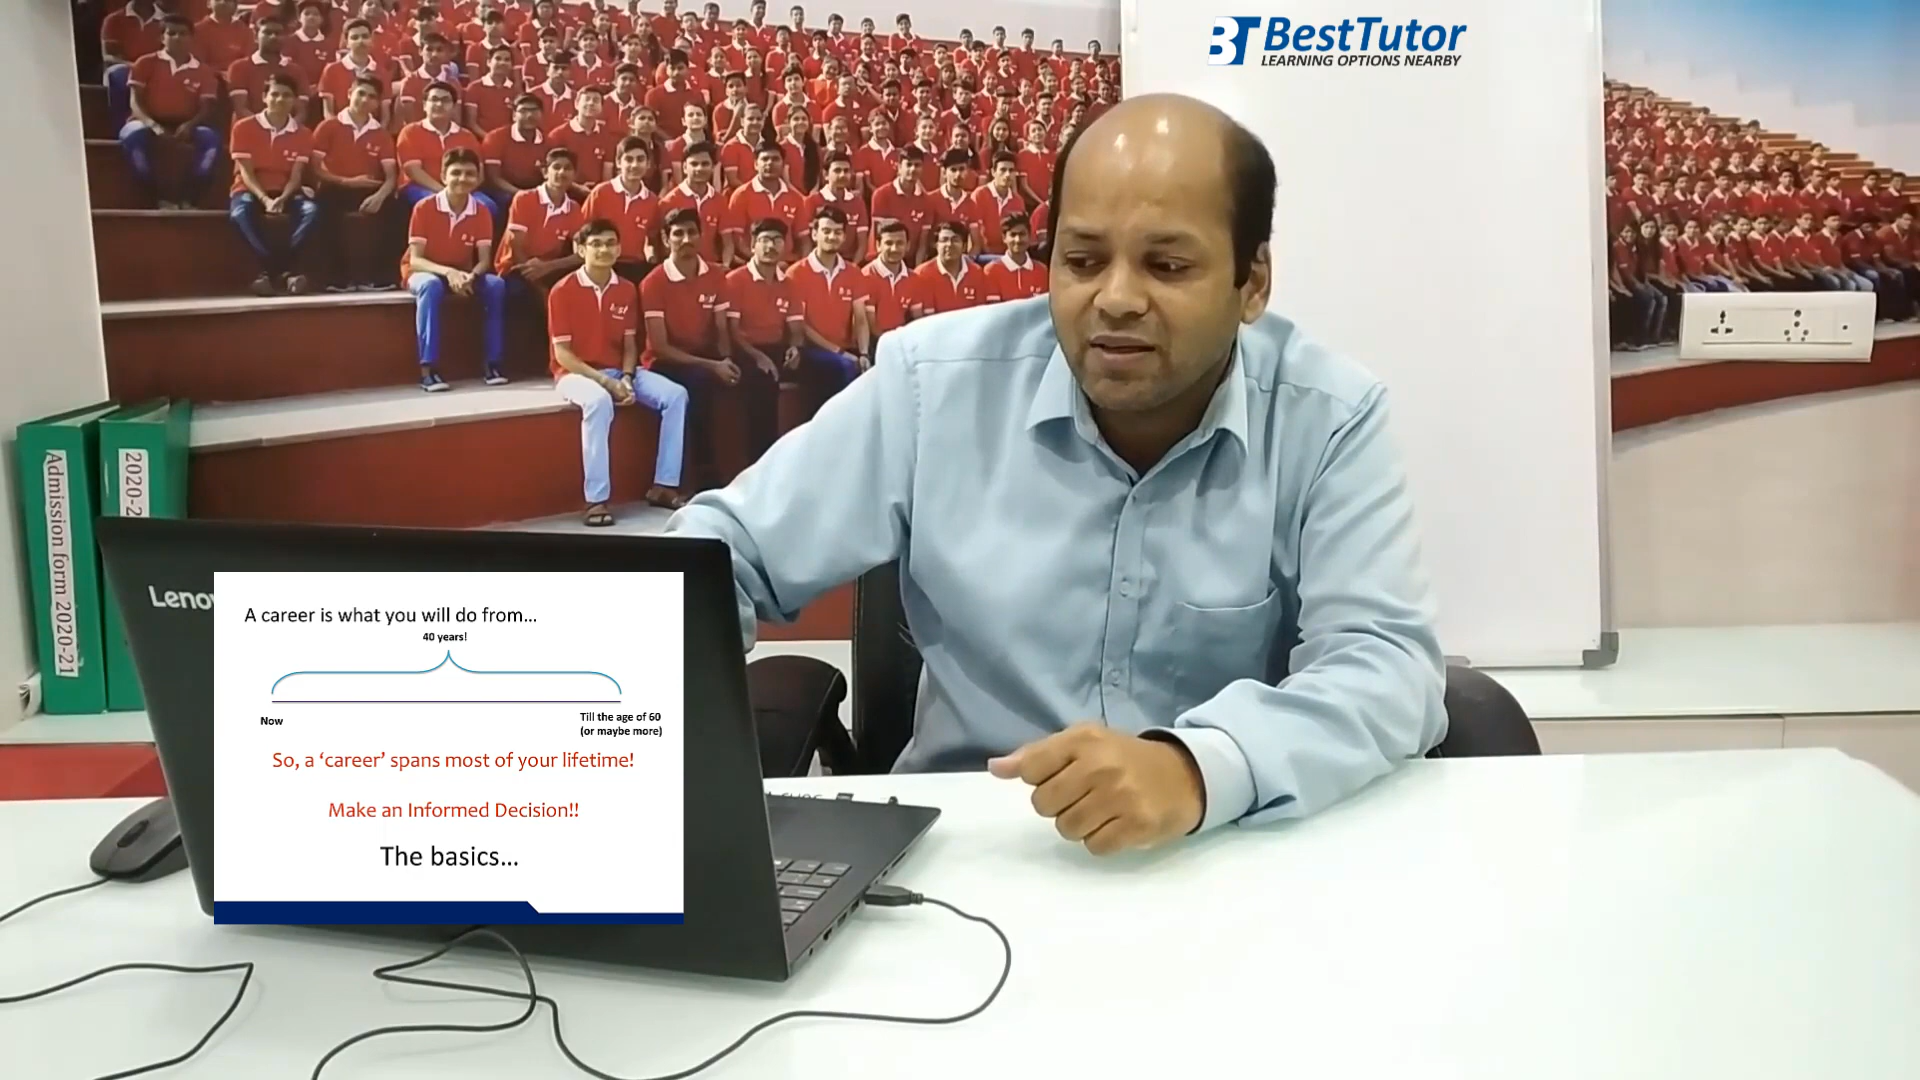 BT BestTutor
LEARNING OPTIONS NEARBY
Admission form 2020-21
2020-2
Lenov
A career is what you will do from...
40 years!
Now
Till the age of 60
(or maybe more)
So, a ‘career’ spans most of your lifetime!
Make an Informed Decision!!
The basics...